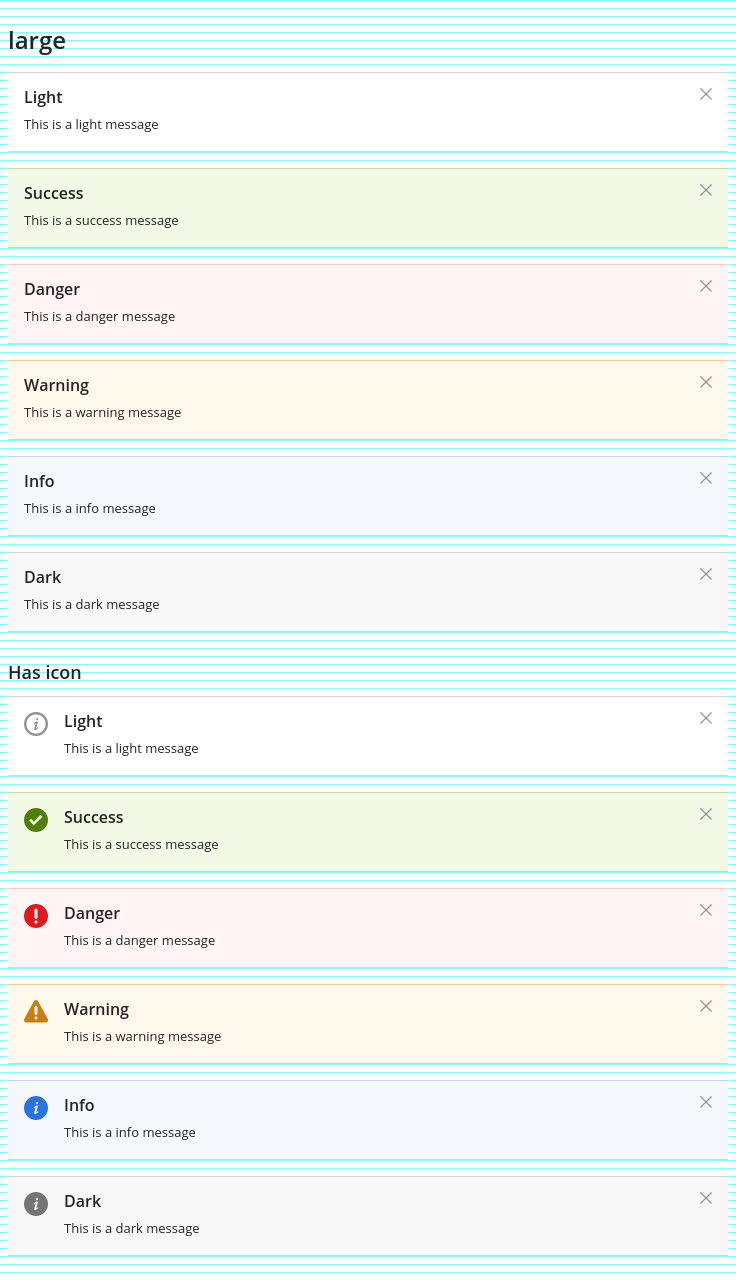 large
Light
This is a light message
Success
This is a success message
Danger
This is a danger message
Warning
This is a warning message
Info
This is a info message
Dark
This is a dark message
Has icon
Light
This is a light message
Success
This is a success message
Danger
This is a danger message
Warning
This is a warning message
Info
This is a info message
Dark
This is a dark message